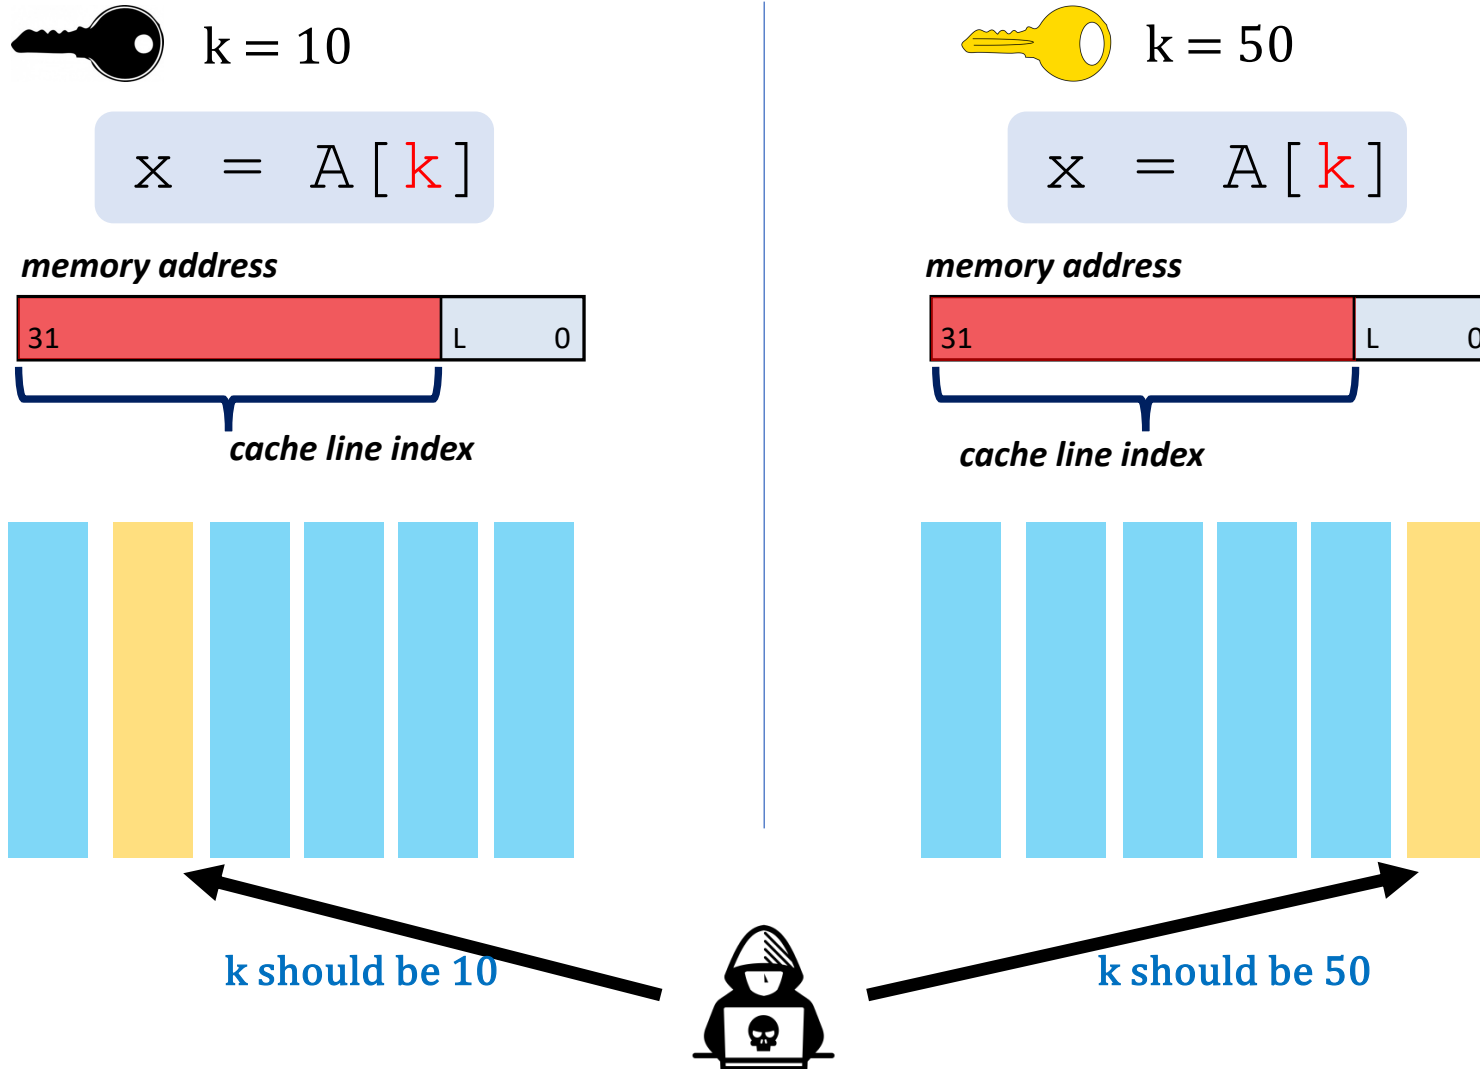 k = 10
x = A[k]
memory address
31 L 0
cache line index
k should be 10
k = 50
x = A[k]
memory address
31 L 0
cache line index
k should be 50